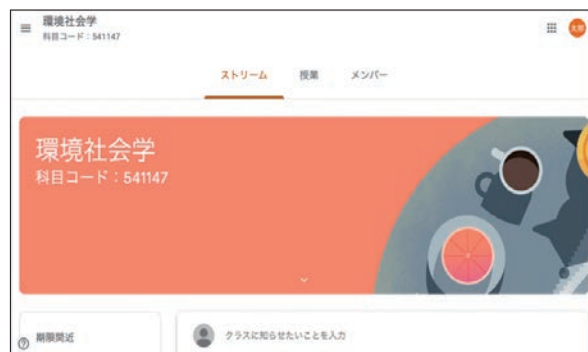 環境社会学
科目コード：541147
太郎
ストリーム 授業 メンバー
環境社会学
科目コード：541147
期限間近
クラスに知らせたいことを入力